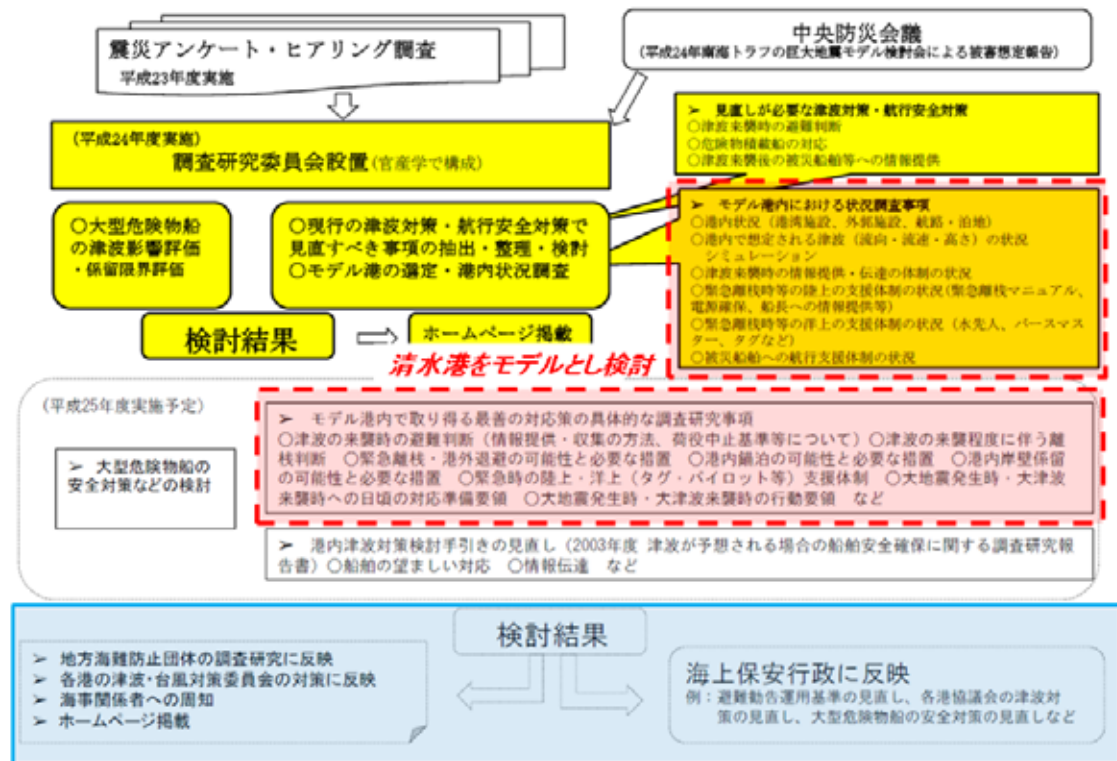 震災アンケート・ヒアリング調査
平成23年度実施
中央防災会議
(平成24年南海トラフの巨大地震モデル検討会による被害想定報告)
(平成24年度実施)
調査研究委員会設置(官産学で構成)
➢ 見直しが必要な津波対策・航行安全対策
○津波来襲時の避難判断
○危険物積載船の対応
○津波来襲後の被災船舶等への情報提供
○大型危険物船
の津波影響評価
・係留限界評価
○現行の津波対策・航行安全対策で
見直すべき事項の抽出・整理・検討
○モデル港の選定・港内状況調査
➢ モデル港内における状況調査事項
○港内状況（港湾施設、外郭施設、航路・泊地）
○港内で想定される津波（流向・流速・高さ）の状況
シミュレーション
○津波来襲時の情報提供・伝達の体制の状況
○緊急離桟時等の陸上の支援体制の状況(緊急離桟マニュアル、
電源確保、船長への情報提供等)
○緊急離桟時等の洋上の支援体制の状況（水先人、バースマス
ター、タグなど）
○被災船舶への航行支援体制の状況
検討結果
ホームページ掲載
清水港をモデルとし検討
(平成25年度実施予定)
➢ 大型危険物船の
安全対策などの検討
➢ モデル港内で取り得る最善の対応策の具体的な調査研究事項
○津波の来襲時の避難判断（情報提供・収集の方法、荷役中止基準等について）○津波の来襲程度に伴う離
桟判断 ○緊急離桟・港外退避の可能性と必要な措置 ○港内錨泊の可能性と必要な措置 ○港内岸壁係留
の可能性と必要な措置 ○緊急時の陸上・洋上（タグ・パイロット等）支援体制 ○大地震発生時・大津波
来襲時への日頃の対応準備要領 ○大地震発生時・大津波来襲時の行動要領 など
➢ 港内津波対策検討手引きの見直し（2003年度 津波が予想される場合の船舶安全確保に関する調査研究報
告書）○船舶の望ましい対応 ○情報伝達 など
検討結果
➢ 地方海難防止団体の調査研究に反映
➢ 各港の津波・台風対策委員会の対策に反映
➢ 海事関係者への周知
➢ ホームページ掲載
海上保安行政に反映
例：避難勧告運用基準の見直し、各港協議会の津波対
策の見直し、大型危険物船の安全対策の見直しなど